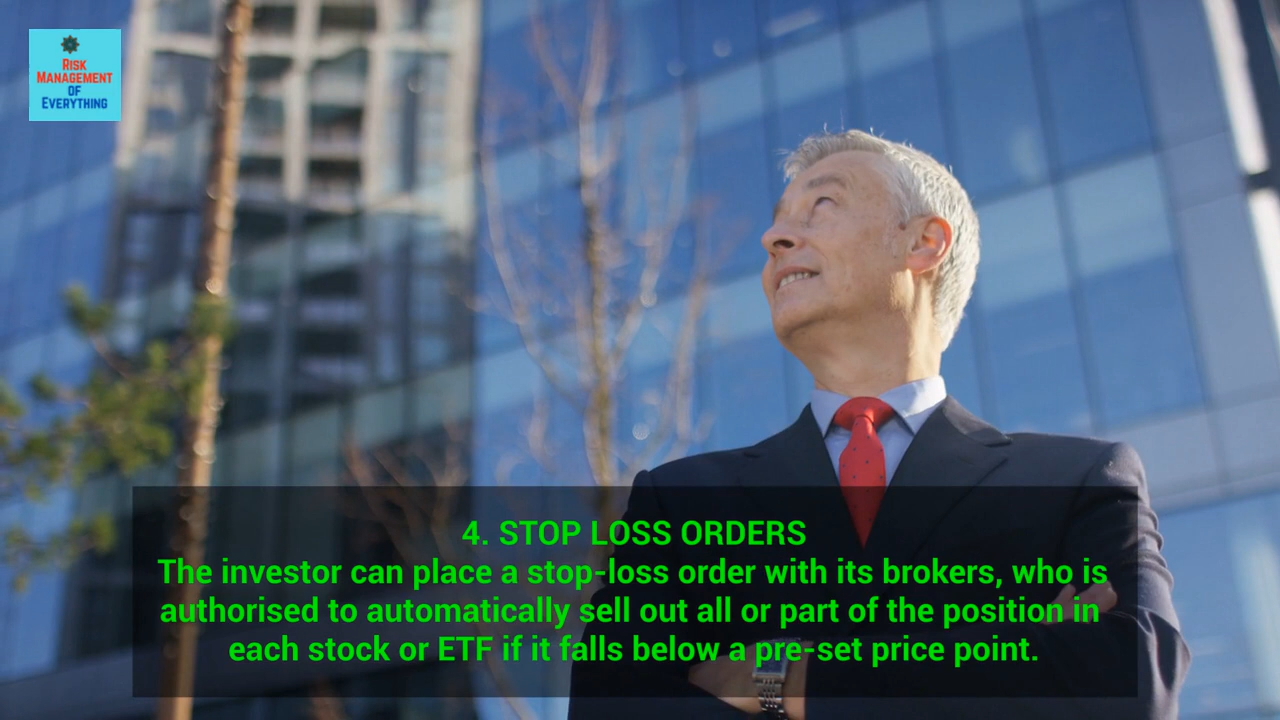 RISK
MANAGEMENT
OF
EVERYTHING
4. STOP LOSS ORDERS
The investor can place a stop-loss order with its brokers, who is
authorised to automatically sell out all or part of the position in
each stock or ETF if it falls below a pre-set price point.